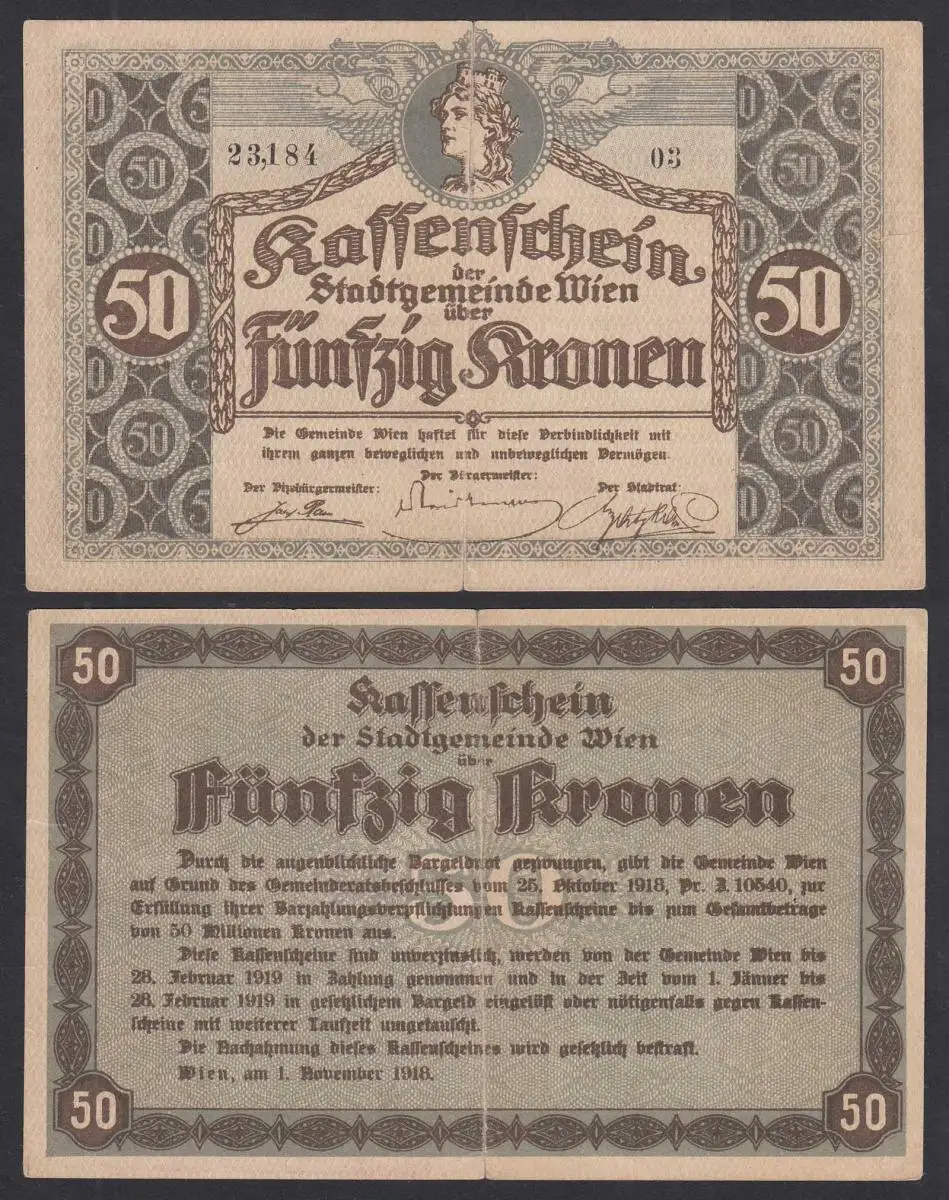 23,184 03
50 50
50 50
50 50
Kassenschein
der
Stadtgemeinde Wien
über
Fünfzig Kronen
Die Gemeinde Wien haftet für diese Verbindlichkeit mit
ihrem ganzen beweglichen und unbeweglichen Vermögen.
Der Bürgermeister:
Der Vizebürgermeister: Der Stadtrat:
50 50
Kassenschein
der Stadtgemeinde Wien
über
Fünfzig Kronen
50
Durch die augenblickliche Bargeldnot gezwungen, gibt die Gemeinde Wien
auf Grund des Gemeinderatsbeschlusses vom 25. Oktober 1918, Pr. Z. 10540, zur
Erfüllung ihrer Barzahlungsverpflichtungen Kassenscheine bis zum Gesamtbetrage
von 50 Millionen Kronen aus.
Diese Kassenscheine sind unverzinslich, werden von der Gemeinde Wien bis
28. Februar 1919 in Zahlung genommen und in der Zeit vom 1. Jänner bis
28. Februar 1919 in gesetzlichem Bargeld eingelöst oder nötigenfalls gegen Kassen-
scheine mit weiterer Laufzeit umgetauscht.
Die Nachahmung dieses Kassenscheines wird gesetzlich bestraft.
Wien, am 1. November 1918.
50 50